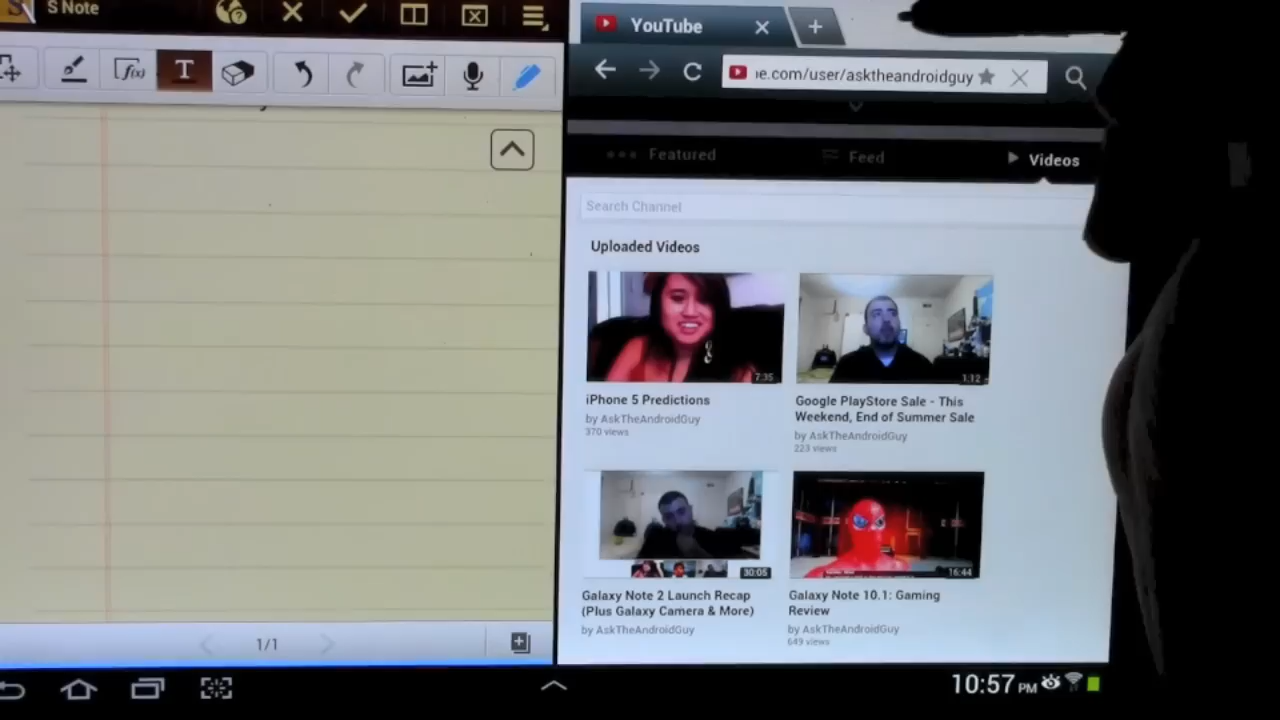 S Note
f(x)
T
1/1
YouTube
ıe.com/user/asktheandroidguy
Featured
Feed
Videos
Search Channel
Uploaded Videos
7:35
iPhone 5 Predictions
by AskTheAndroidGuy
370 views
1:12
Google PlayStore Sale - This
Weekend, End of Summer Sale
by AskTheAndroidGuy
223 views
30:05
Galaxy Note 2 Launch Recap
(Plus Galaxy Camera & More)
by AskTheAndroidGuy
16:44
Galaxy Note 10.1: Gaming
Review
by AskTheAndroidGuy
649 views
10:57 PM